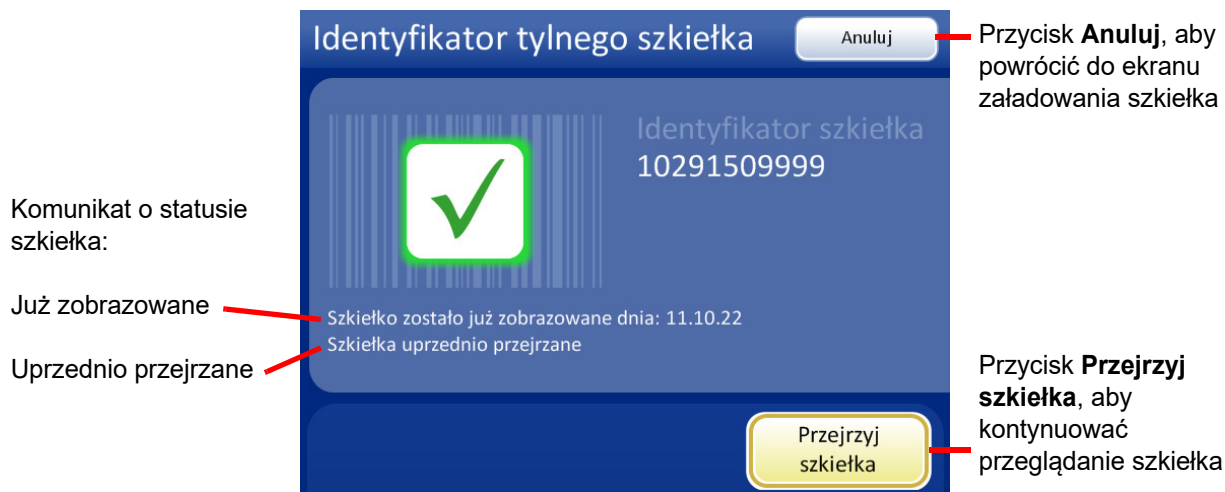 Identyfikator tylnego szkiełka
Anuluj
Przycisk Anuluj, aby
powrócić do ekranu
załadowania szkiełka
Identyfikator szkiełka
10291509999
Komunikat o statusie
szkiełka:
Już zobrazowane
Szkiełko zostało już zobrazowane dnia: 11.10.22
Uprzednio przejrzane
Szkiełka uprzednio przejrzane
Przejrzyj
szkiełka
Przycisk Przejrzyj
szkiełka, aby
kontynuować
przeglądanie szkiełka